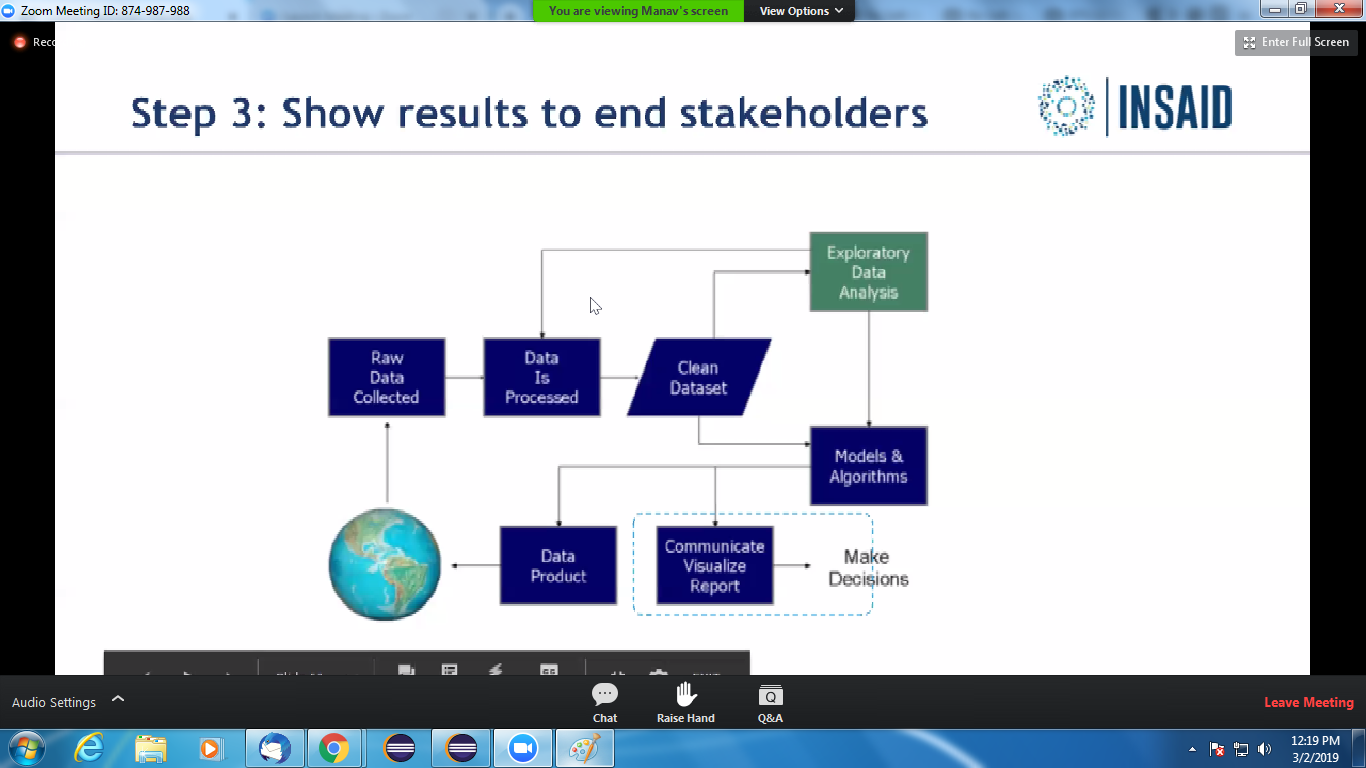 Zoom Meeting ID: 874-987-988
You are viewing Manav's screen
View Options
Enter Full Screen
Step 3: Show results to end stakeholders
INSAID
Exploratory
Data
Analysis
Raw
Data
Collected
Data
Is
Processed
Clean
Dataset
Models &
Algorithms
Data
Product
Communicate
Visualize
Report
Make
Decisions
Audio Settings
Chat
Raise Hand
Q&A
Leave Meeting
12:19 PM
3/2/2019